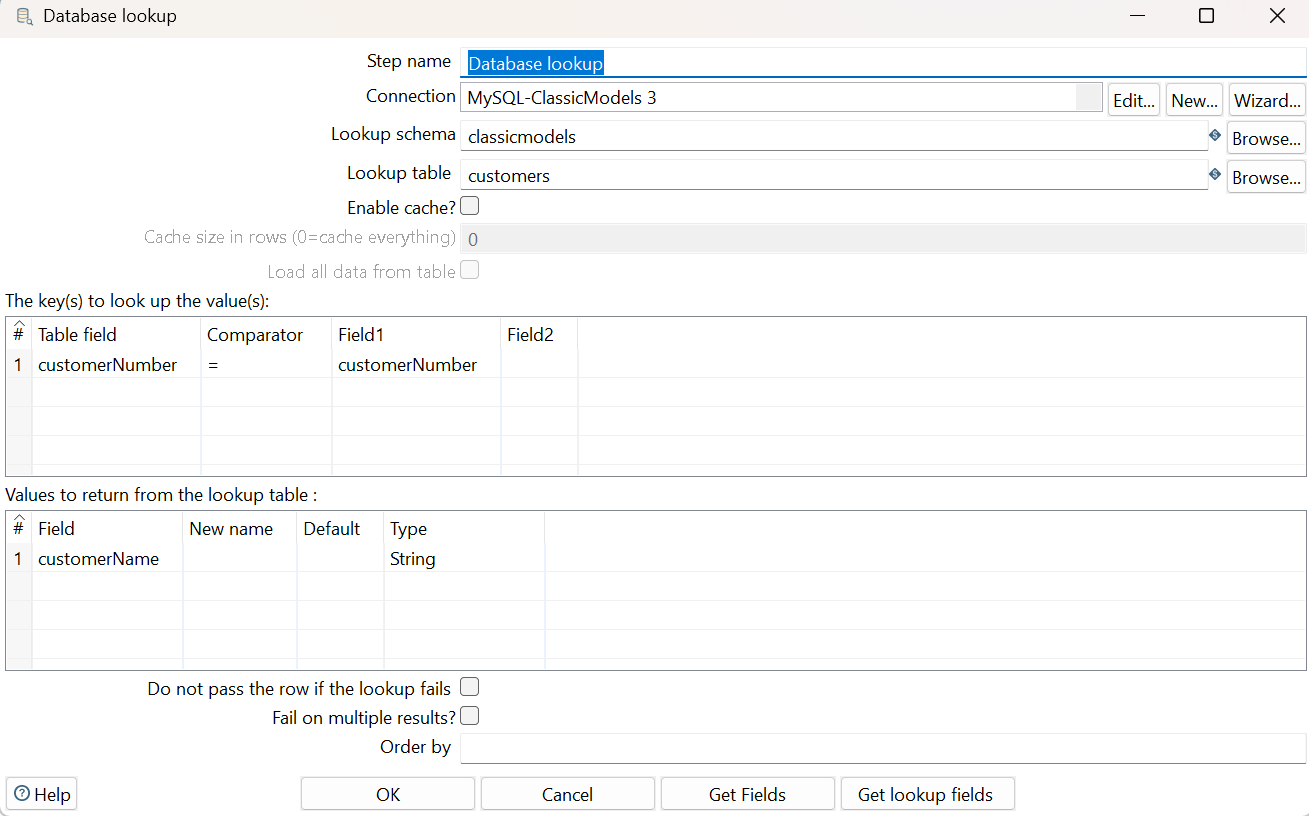 Database lookup
Step name Database lookup
Connection MySQL-ClassicModels 3 Edit... New... Wizard...
Lookup schema classicmodels Browse...
Lookup table customers Browse...
Enable cache?
Cache size in rows (0=cache everything) 0
Load all data from table
The key(s) to look up the value(s):
# Table field Comparator Field1 Field2
1 customerNumber = customerNumber
Values to return from the lookup table :
# Field New name Default Type
1 customerName String
Do not pass the row if the lookup fails
Fail on multiple results?
Order by
Help OK Cancel Get Fields Get lookup fields